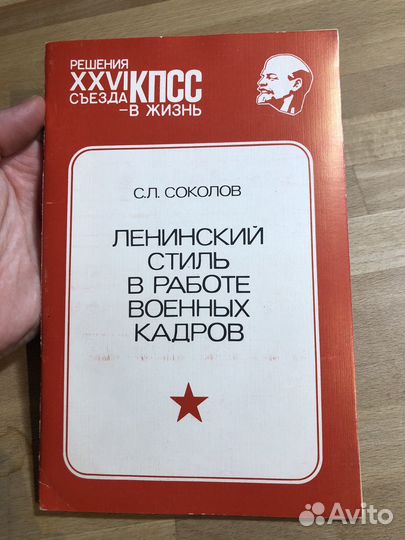 РЕШЕНИЯ
XXVI СЪЕЗДА КПСС
– В ЖИЗНЬ
С.Л. СОКОЛОВ
ЛЕНИНСКИЙ
СТИЛЬ
В РАБОТЕ
ВОЕННЫХ
КАДРОВ
Avito